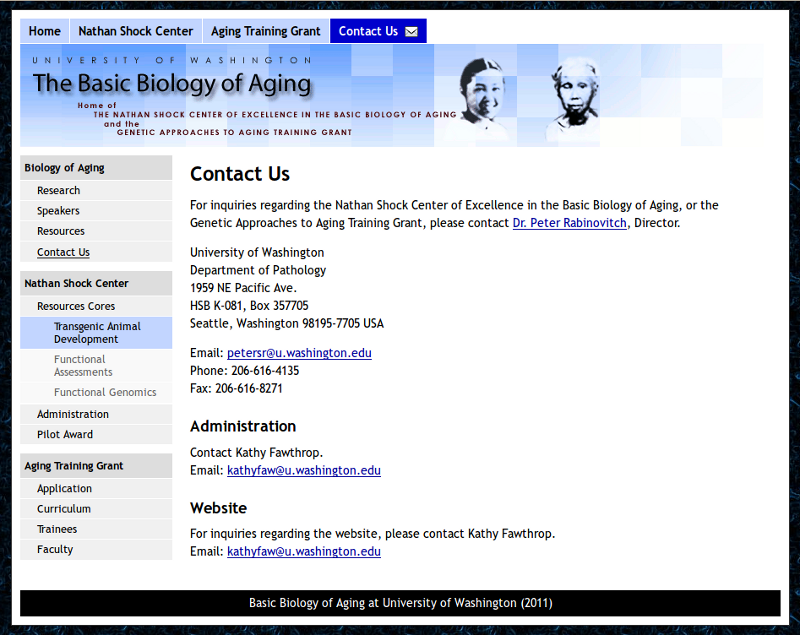 Home
Nathan Shock Center
Aging Training Grant
Contact Us
UNIVERSITY OF WASHINGTON
The Basic Biology of Aging
Home of
THE NATHAN SHOCK CENTER OF EXCELLENCE IN THE BASIC BIOLOGY OF AGING
and the
GENETIC APPROACHES TO AGING TRAINING GRANT
Biology of Aging
Research
Speakers
Resources
Contact Us
Nathan Shock Center
Resources Cores
Transgenic Animal
Development
Functional
Assessments
Functional Genomics
Administration
Pilot Award
Aging Training Grant
Application
Curriculum
Trainees
Faculty
Contact Us
For inquiries regarding the Nathan Shock Center of Excellence in the Basic Biology of Aging, or the
Genetic Approaches to Aging Training Grant, please contact Dr. Peter Rabinovitch, Director.
University of Washington
Department of Pathology
1959 NE Pacific Ave.
HSB K-081, Box 357705
Seattle, Washington 98195-7705 USA
Email: petersr@u.washington.edu
Phone: 206-616-4135
Fax: 206-616-8271
Administration
Contact Kathy Fawthrop.
Email: kathyfaw@u.washington.edu
Website
For inquiries regarding the website, please contact Kathy Fawthrop.
Email: kathyfaw@u.washington.edu
Basic Biology of Aging at University of Washington (2011)